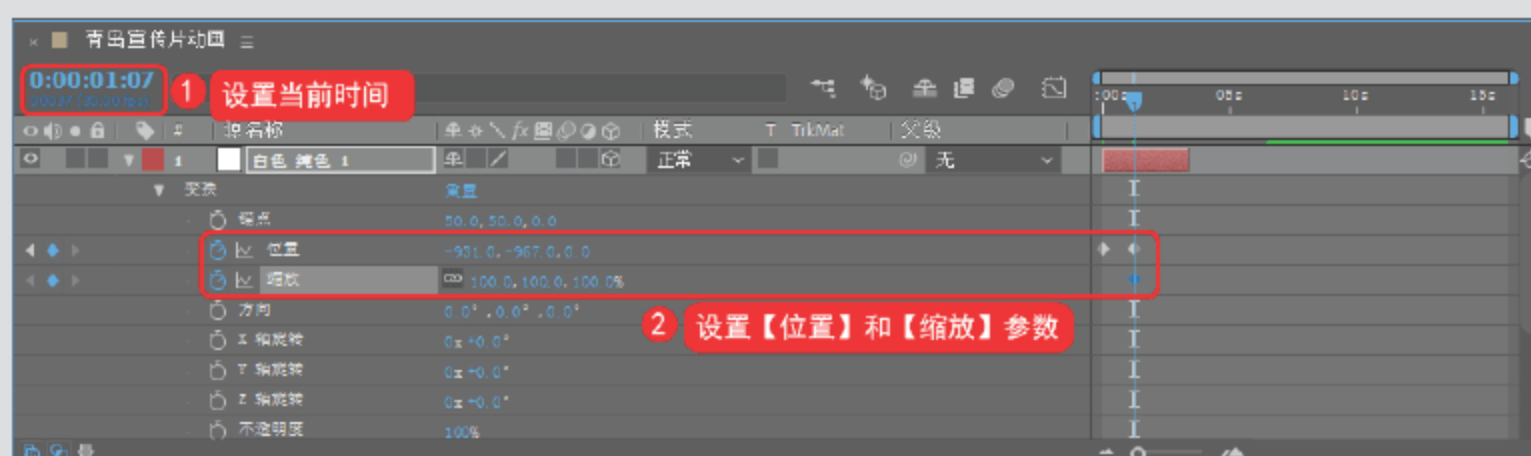 青岛宣传片动画
0:00:01:07
1 设置当前时间
:00s 05s 10s 15s
# 源名称 模式 T TrkMat 父级
1 白色 纯色 1 正常 无
变换 重置
锚点 50.0,50.0,0.0
位置 -931.0,-967.0,0.0
缩放 100.0,100.0,100.0%
方向 0.0°,0.0°,0.0°
2 设置【位置】和【缩放】参数
X 轴旋转 0x+0.0°
Y 轴旋转 0x+0.0°
Z 轴旋转 0x+0.0°
不透明度 100%